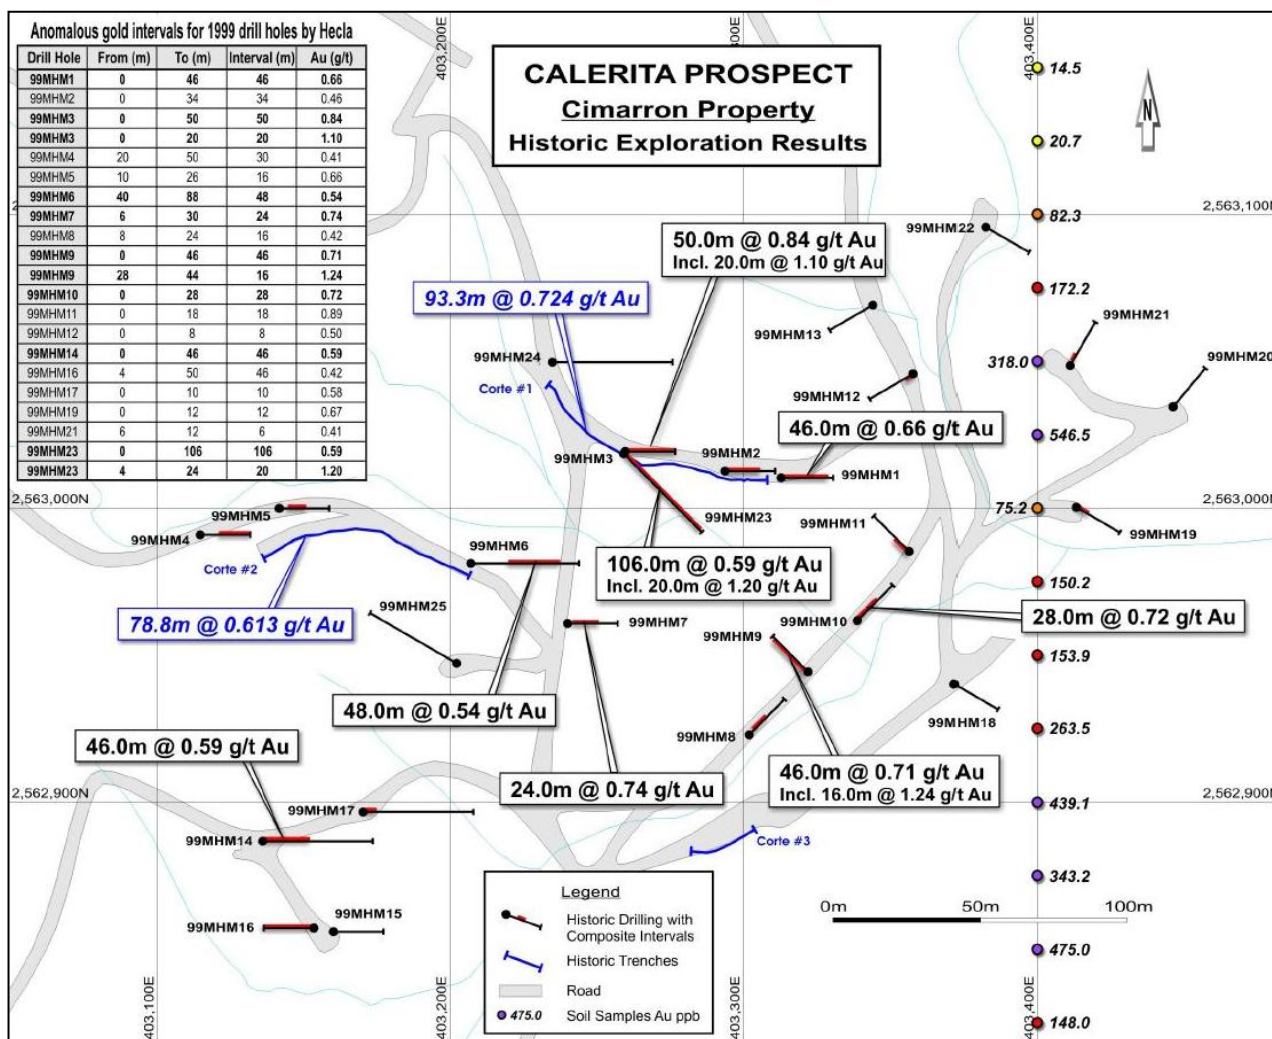 Anomalous gold intervals for 1999 drill holes by Hecla
Drill Hole From (m) To (m) Interval (m) Au (g/t)
99MHM1 0 46 46 0.66
99MHM2 0 34 34 0.46
99MHM3 0 50 50 0.84
99MHM3 0 20 20 1.10
99MHM4 20 50 30 0.41
99MHM5 10 26 16 0.66
99MHM6 40 88 48 0.54
99MHM7 6 30 24 0.74
99MHM8 8 24 16 0.42
99MHM9 0 46 46 0.71
99MHM9 28 44 16 1.24
99MHM10 0 28 28 0.72
99MHM11 0 18 18 0.89
99MHM12 0 8 8 0.50
99MHM14 0 46 46 0.59
99MHM16 4 50 46 0.42
99MHM17 0 10 10 0.58
99MHM19 0 12 12 0.67
99MHM21 6 12 6 0.41
99MHM23 0 106 106 0.59
99MHM23 4 24 20 1.20
CALERITA PROSPECT
Cimarron Property
Historic Exploration Results
403,200E
403,400E
N
14.5
20.7
82.3
2,563,100N
172.2
318.0
546.5
75.2
150.2
153.9
263.5
439.1
343.2
475.0
148.0
99MHM22
50.0m @ 0.84 g/t Au
Incl. 20.0m @ 1.10 g/t Au
93.3m @ 0.724 g/t Au
99MHM13
99MHM21
99MHM20
99MHM24
Corte #1
99MHM12
46.0m @ 0.66 g/t Au
99MHM3
99MHM2
99MHM1
2,563,000N
2,563,000N
99MHM5
99MHM4
99MHM23
99MHM11
99MHM19
Corte #2
99MHM6
106.0m @ 0.59 g/t Au
Incl. 20.0m @ 1.20 g/t Au
78.8m @ 0.613 g/t Au
99MHM25
99MHM7
99MHM9
99MHM10
28.0m @ 0.72 g/t Au
48.0m @ 0.54 g/t Au
99MHM8
99MHM18
46.0m @ 0.59 g/t Au
24.0m @ 0.74 g/t Au
46.0m @ 0.71 g/t Au
Incl. 16.0m @ 1.24 g/t Au
2,562,900N
2,562,900N
99MHM17
99MHM14
Corte #3
99MHM16
99MHM15
Legend
Historic Drilling with
Composite Intervals
Historic Trenches
Road
475.0 Soil Samples Au ppb
0m 50m 100m
403,100E
403,200E
403,300E
403,400E